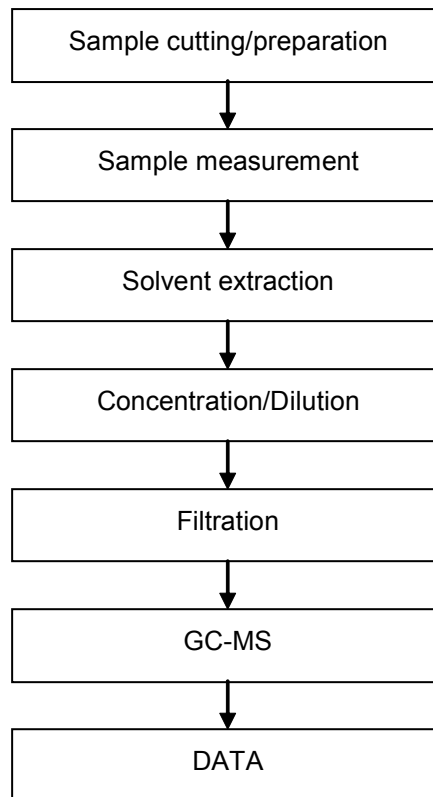 Sample cutting/preparation
Sample measurement
Solvent extraction
Concentration/Dilution
Filtration
GC-MS
DATA